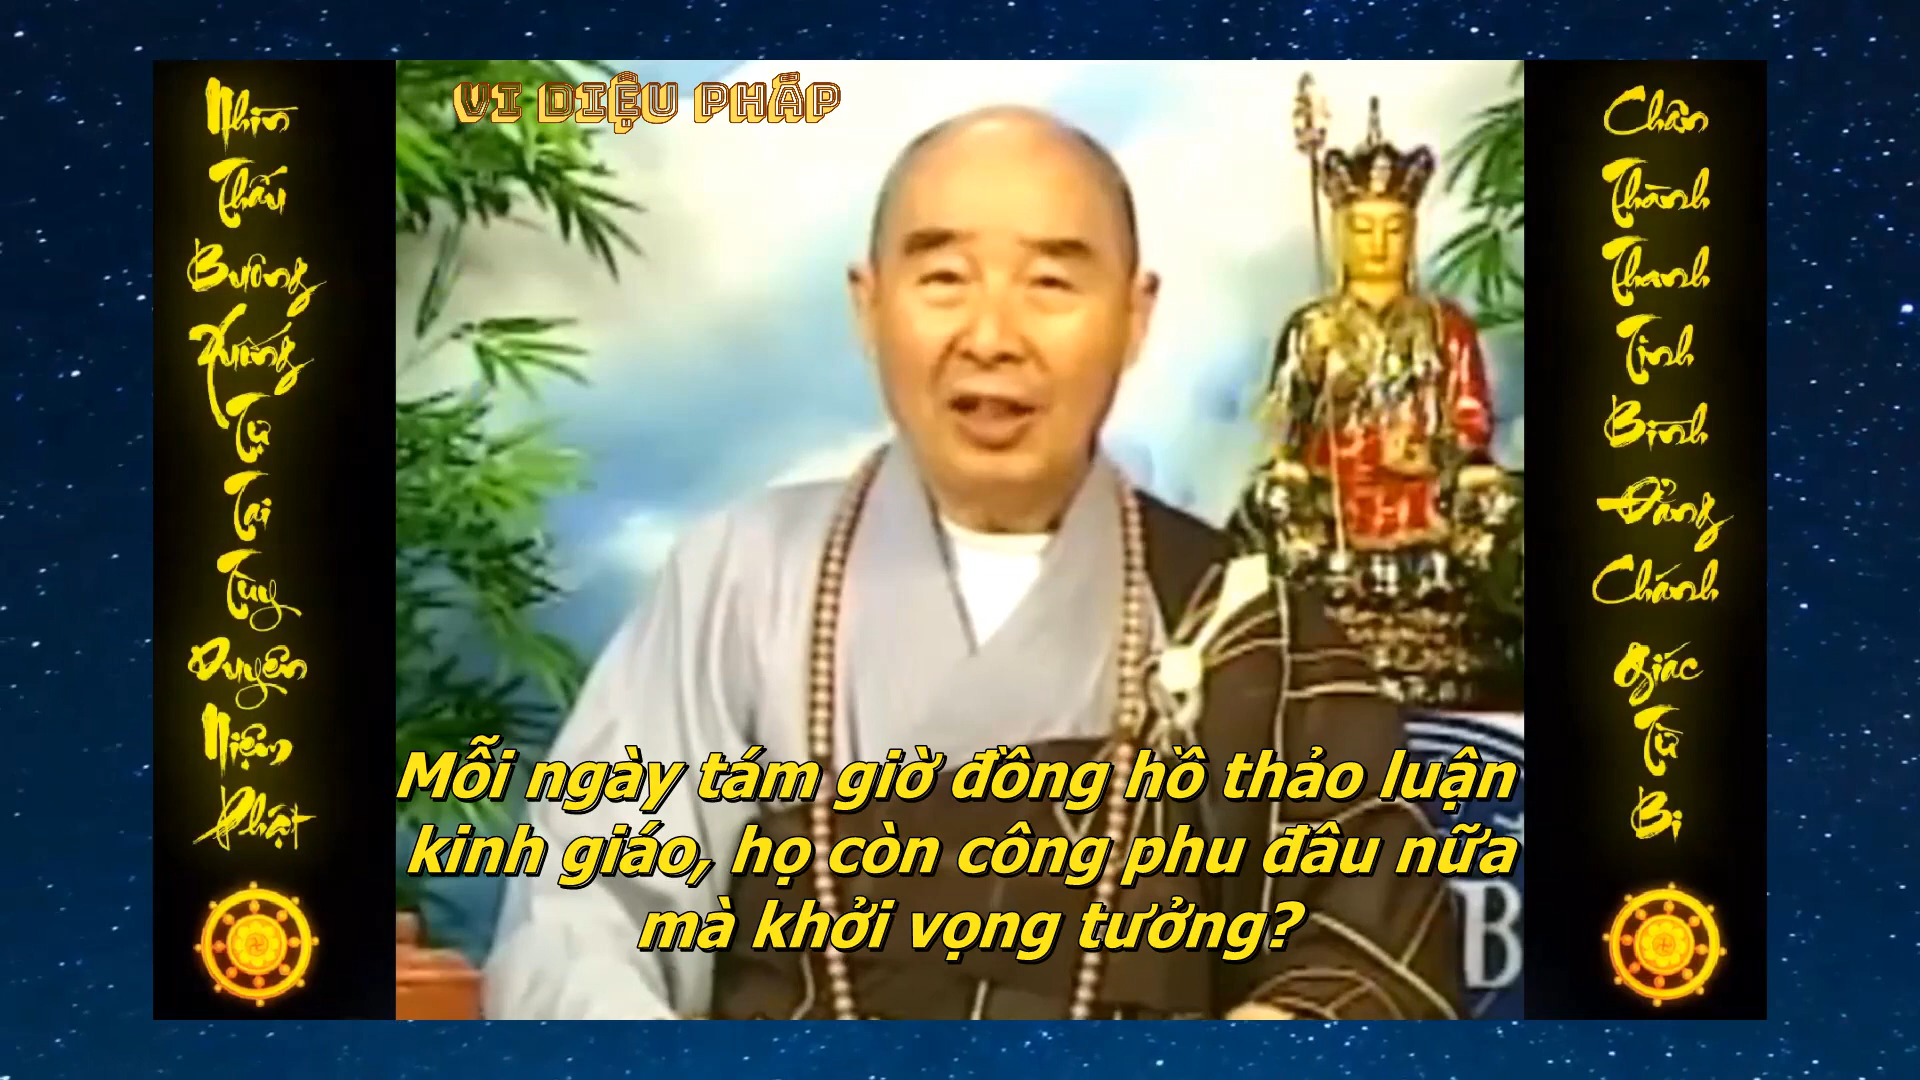 VI DIỆU PHÁP
Nhìn
Thấu
Buông
Xuống
Tự
Tại
Tùy
Duyên
Niệm
Phật
Chân
Thành
Thanh
Tịnh
Bình
Đẳng
Chánh
Giác
Từ
Bi
Mỗi ngày tám giờ đồng hồ thảo luận
kinh giáo, họ còn công phu đâu nữa
mà khởi vọng tưởng?
B